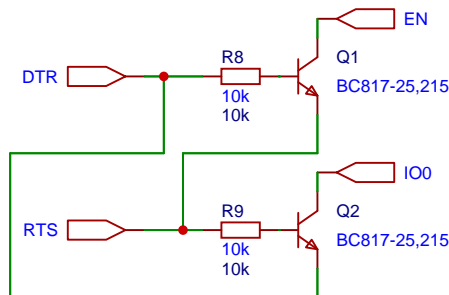 EN
R8
Q1
DTR
10k
BC817-25,215
10k
IO0
R9
Q2
RTS
10k
BC817-25,215
10k